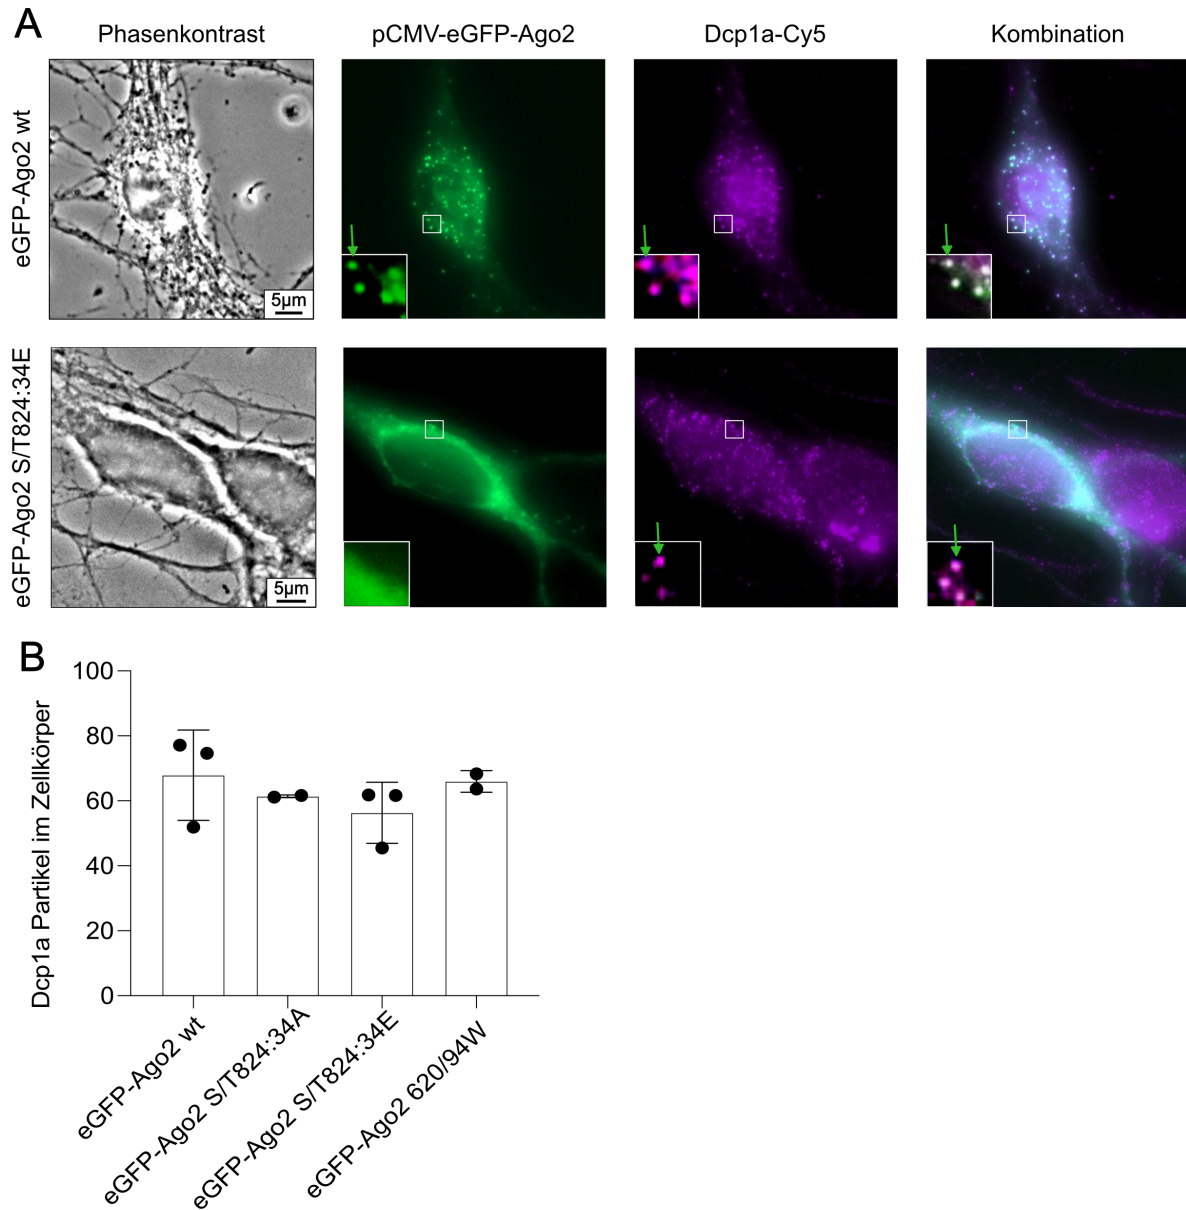 A
Phasenkontrast
pCMV-eGFP-Ago2
Dcp1a-Cy5
Kombination
eGFP-Ago2 wt
5µm
eGFP-Ago2 S/T824:34E
5µm
B
Dcp1a Partikel im Zellkörper
100
80
60
40
20
0
eGFP-Ago2 wt
eGFP-Ago2 S/T824:34A
eGFP-Ago2 S/T824:34E
eGFP-Ago2 620/94W